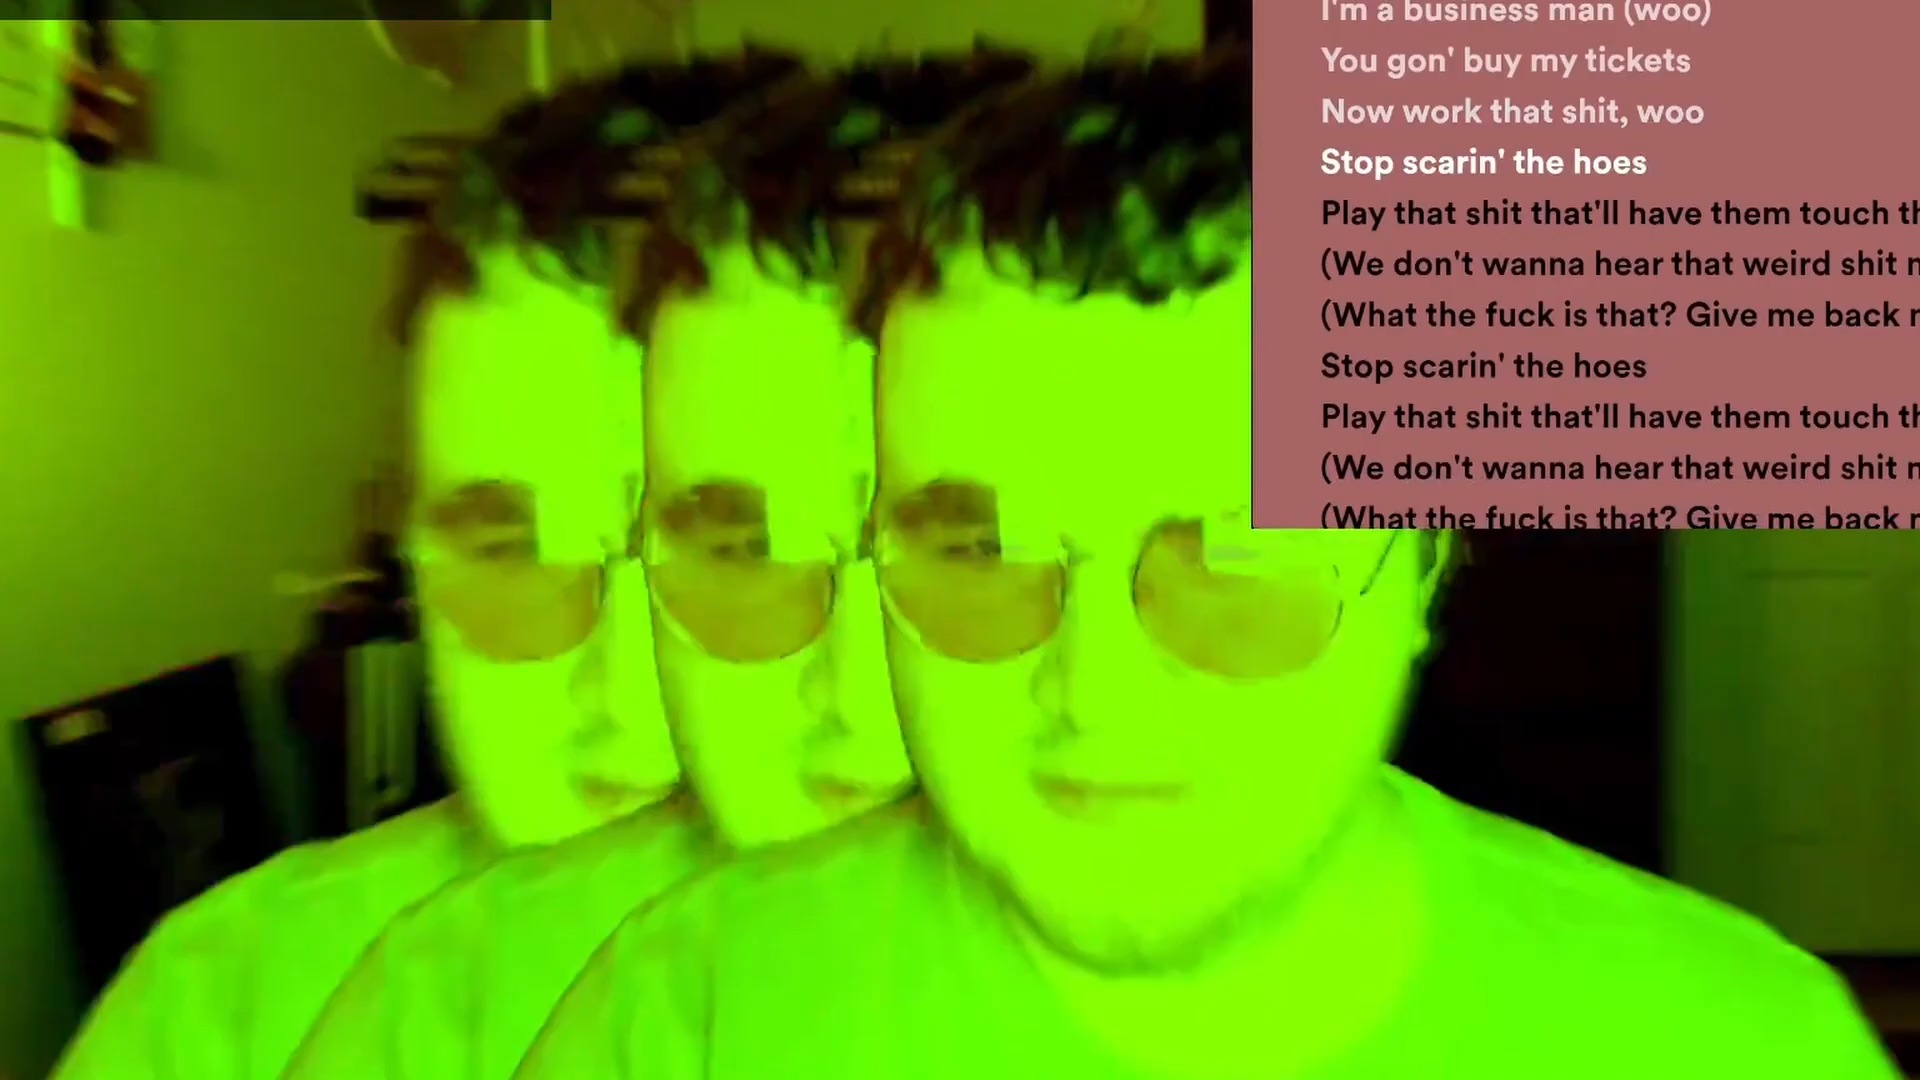 I'm a business man (woo)
You gon' buy my tickets
Now work that shit, woo
Stop scarin' the hoes
Play that shit that'll have them touch
(We don't wanna hear that weird shit
(What the fuck is that? Give me back
Stop scarin' the hoes
Play that shit that'll have them touch
(We don't wanna hear that weird shit
(What the fuck is that? Give me back